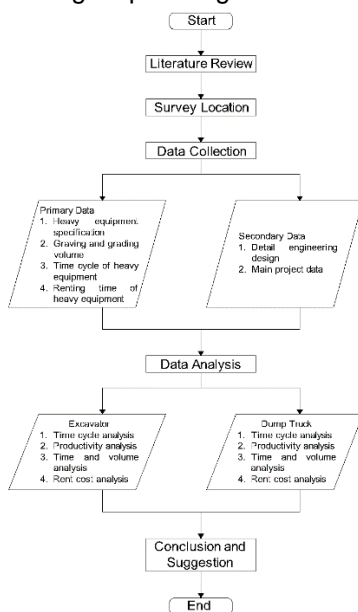 Start
Literature Review
Survey Location
Data Collection
Primary Data
1. Heavy equipment
specification
2. Graving and grading
volume
3. Time cycle of heavy
equipment
4. Renting time of
heavy equipment
Secondary Data
1. Detail engineering
design
2. Main project data
Data Analysis
Excavator
1. Time cycle analysis
2. Productivity analysis
3. Time and volume
analysis
4. Rent cost analysis
Dump Truck
1. Time cycle analysis
2. Productivity analysis
3. Time and volume
analysis
4. Rent cost analysis
Conclusion and
Suggestion
End